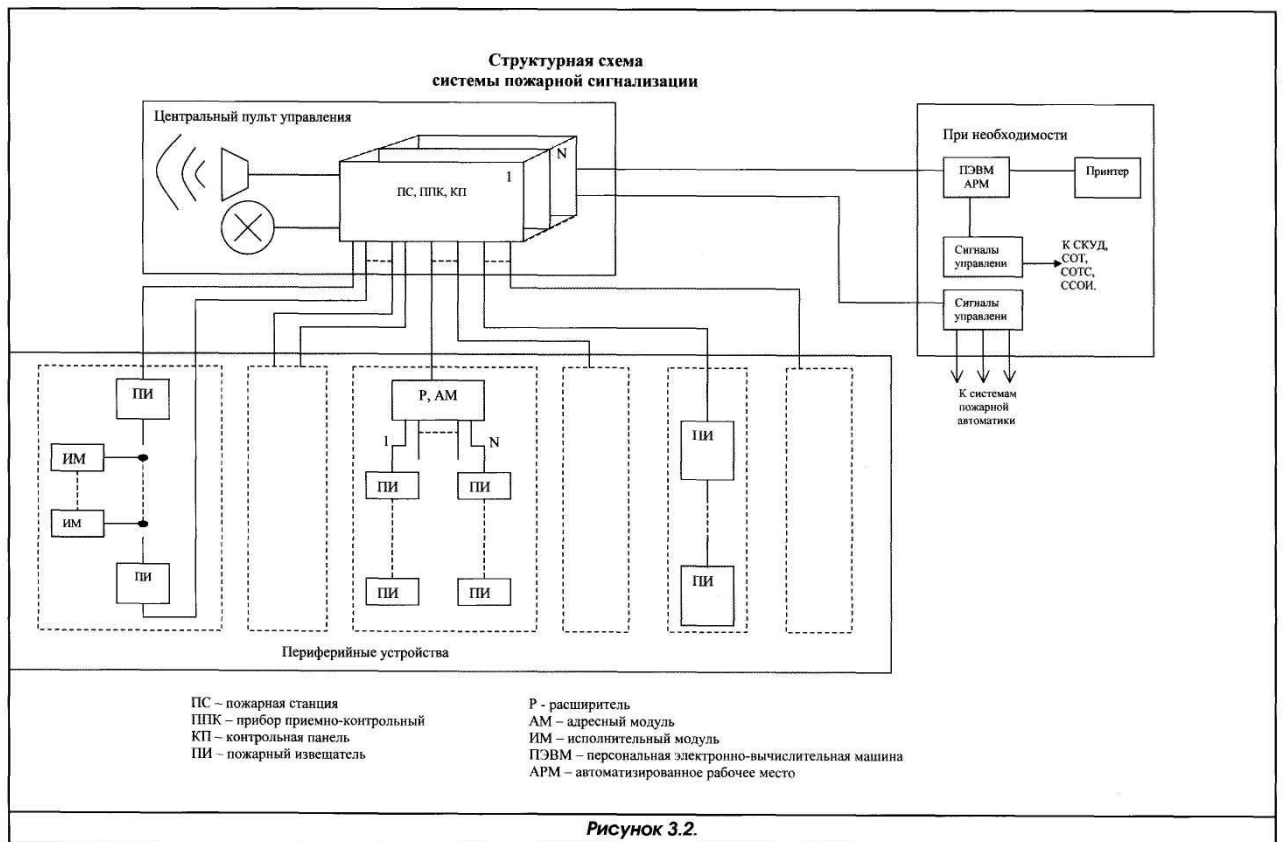 Структурная схема
системы пожарной сигнализации
Центральный пульт управления
N
1
ПС, ППК, КП
При необходимости
ПЭВМ
АРМ
Принтер
Сигналы
управлени
К СКУД,
СОТ,
СОТС,
ССОИ.
Сигналы
управлени
К системам
пожарной
автоматики
ПИ
ИМ
ИМ
ПИ
Р, АМ
1
N
ПИ
ПИ
ПИ
ПИ
ПИ
ПИ
Периферийные устройства
ПС – пожарная станция
ППК – прибор приемно-контрольный
КП – контрольная панель
ПИ – пожарный извещатель
Р - расширитель
АМ – адресный модуль
ИМ – исполнительный модуль
ПЭВМ – персональная электронно-вычислительная машина
АРМ – автоматизированное рабочее место
Рисунок 3.2.